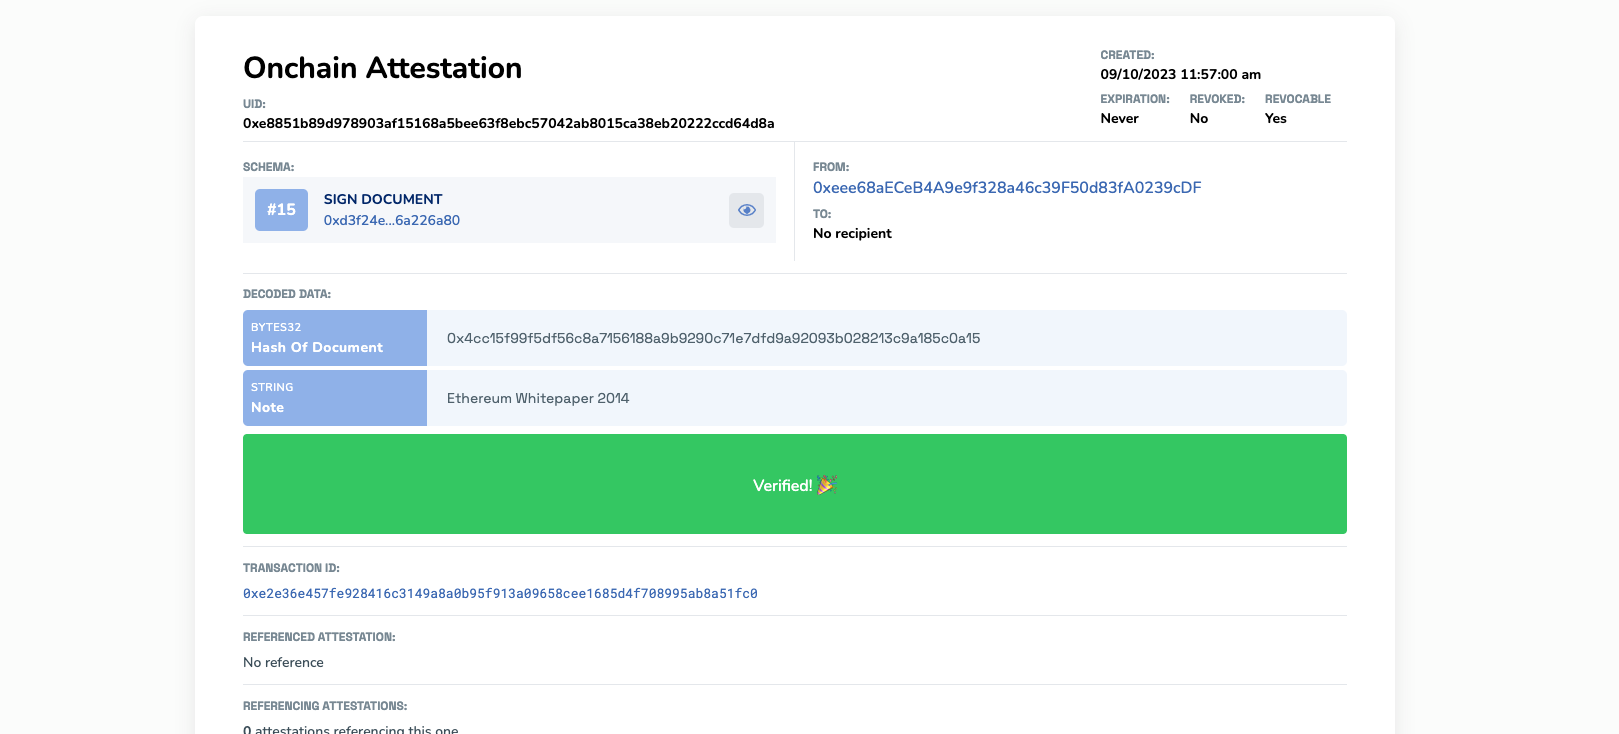 Onchain Attestation
UID:
0xe8851b89d978903af15168a5bee63f8ebc57042ab8015ca38eb20222ccd64d8a
CREATED:
09/10/2023 11:57:00 am
EXPIRATION: REVOKED: REVOCABLE
Never No Yes
SCHEMA:
#15
SIGN DOCUMENT
0xd3f24e...6a226a80
FROM:
0xeee68aECeB4A9e9f328a46c39F50d83fA0239cDF
TO:
No recipient
DECODED DATA:
BYTES32
Hash Of Document
0x4cc15f99f5df56c8a7156188a9b9290c71e7dfd9a92093b028213c9a185c0a15
STRING
Note
Ethereum Whitepaper 2014
Verified! 🎉
TRANSACTION ID:
0xe2e36e457fe928416c3149a8a0b95f913a09658cee1685d4f708995ab8a51fc0
REFERENCED ATTESTATION:
No reference
REFERENCING ATTESTATIONS:
0 attestations referencing this one